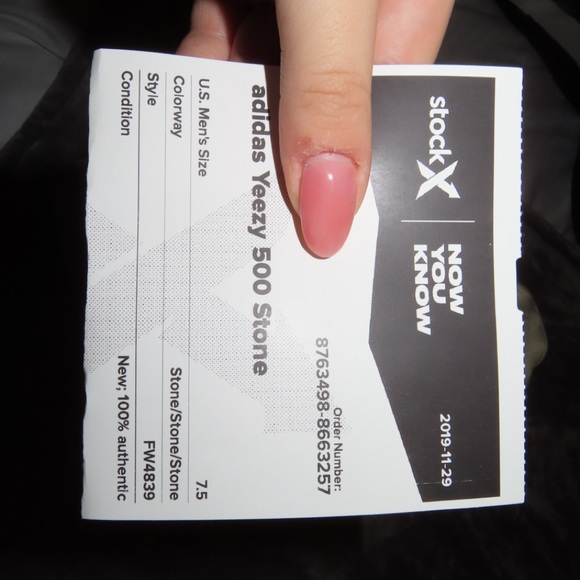 stockX
NOW
YOU
KNOW
2019-11-29
Order Number:
8763498-8663257
adidas Yeezy 500 Stone
U.S. Men's Size 7.5
Colorway Stone/Stone/Stone
Style FW4839
Condition New; 100% authentic